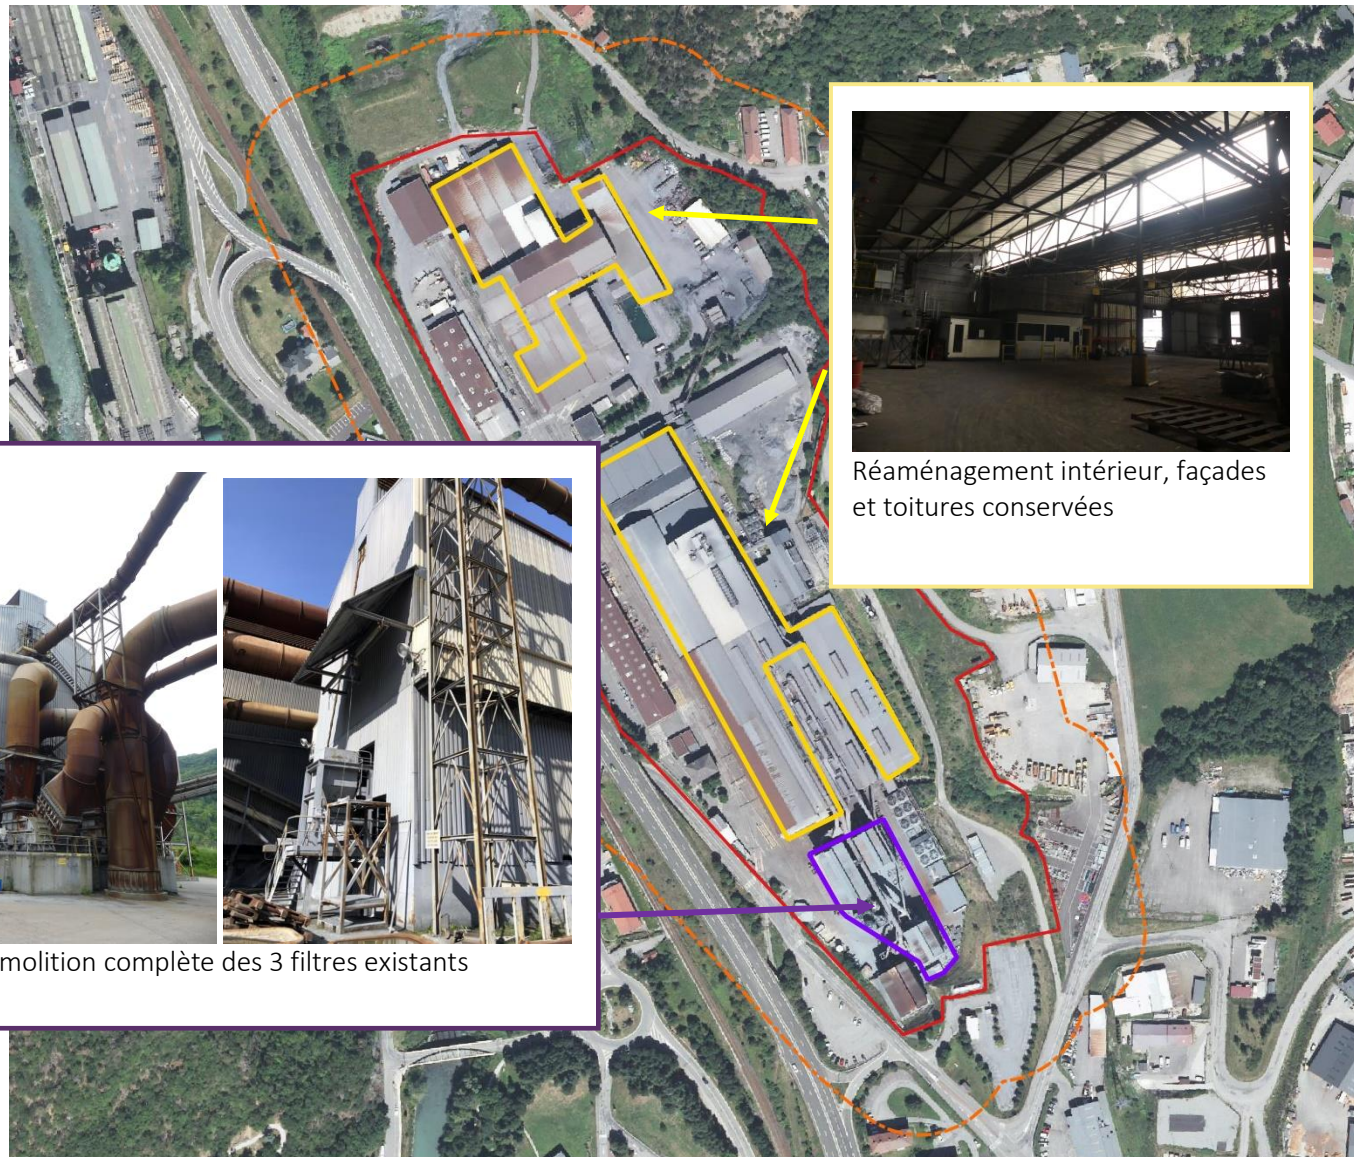 Réaménagement intérieur, façades
et toitures conservées
molition complète des 3 filtres existants